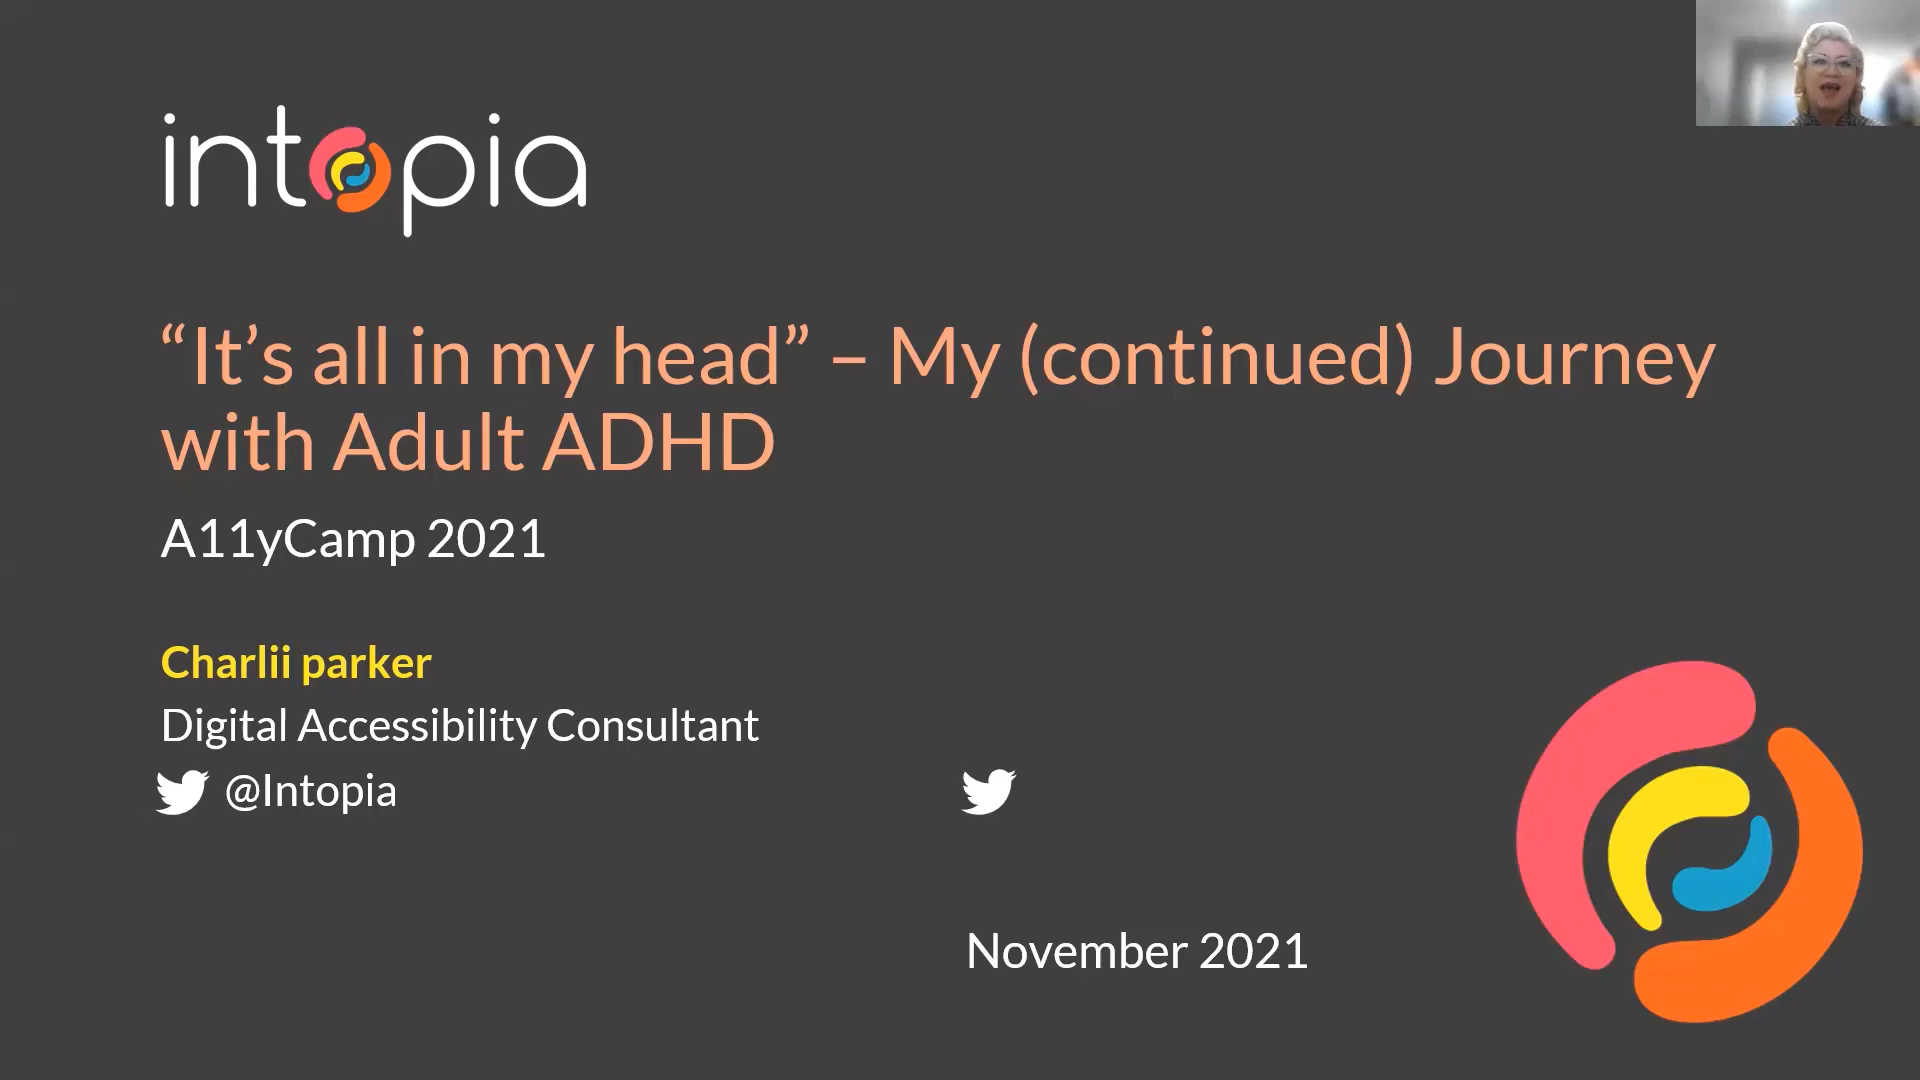 intopia
“It’s all in my head” – My (continued) Journey
with Adult ADHD
A11yCamp 2021
Charlii parker
Digital Accessibility Consultant
@Intopia
November 2021